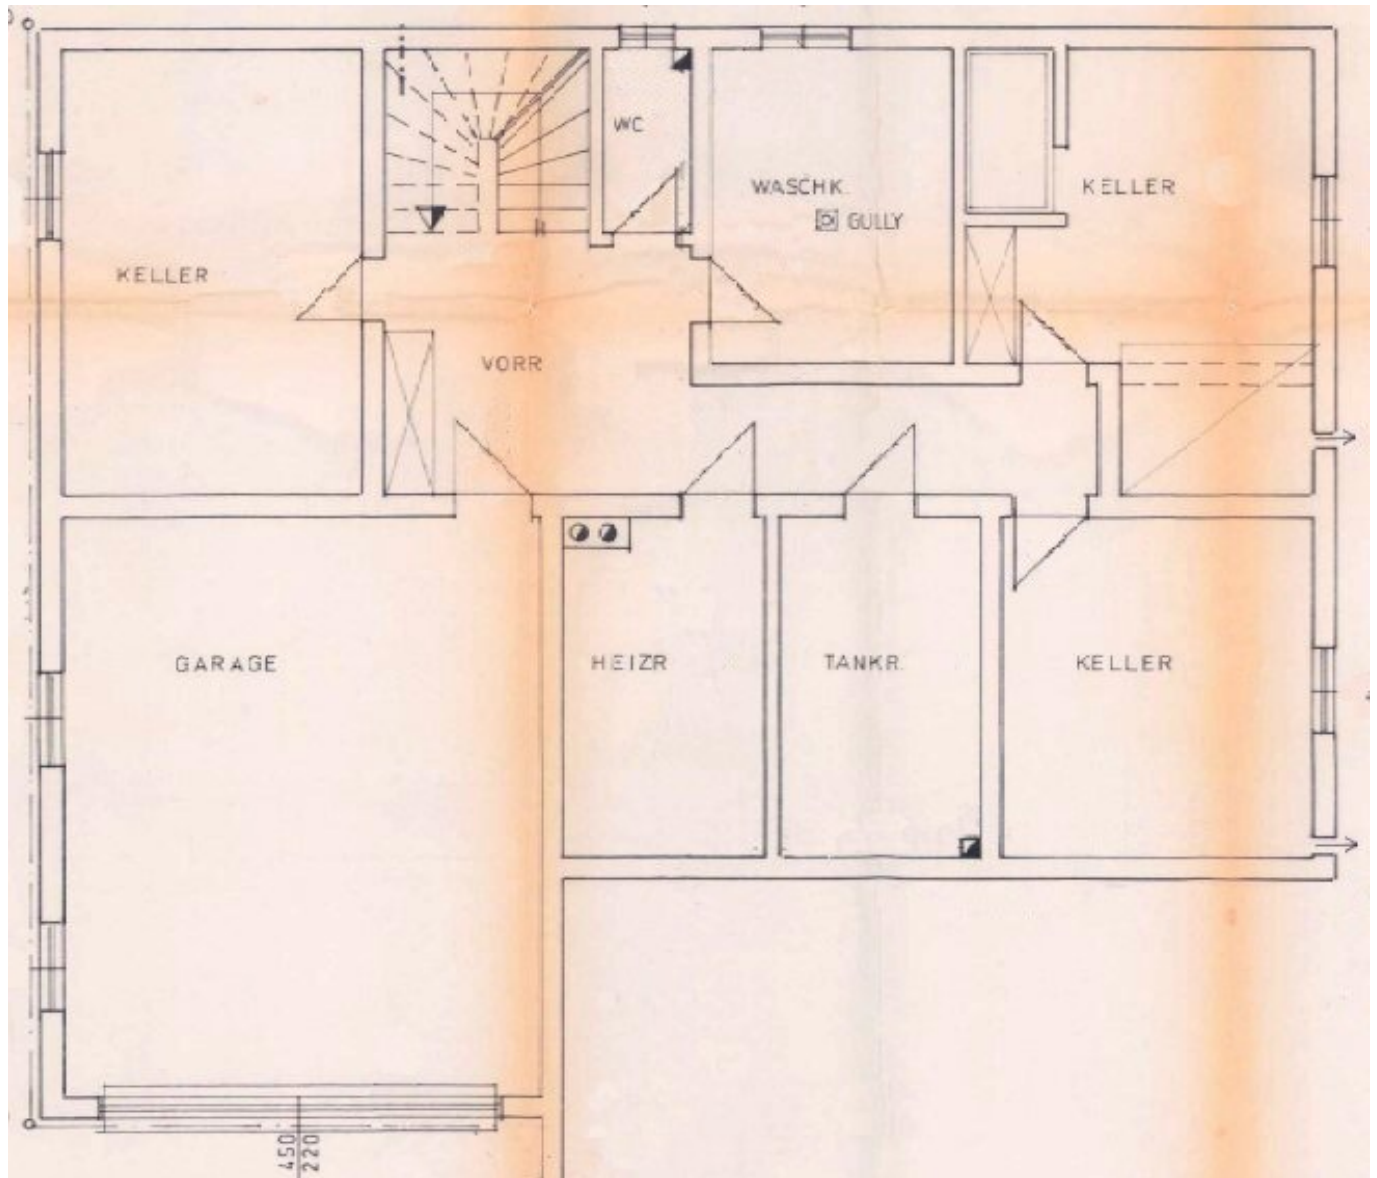 WC
WASCHK.
KELLER
GULLY
KELLER
VORR
GARAGE
HEIZR
TANKR.
KELLER
450
220